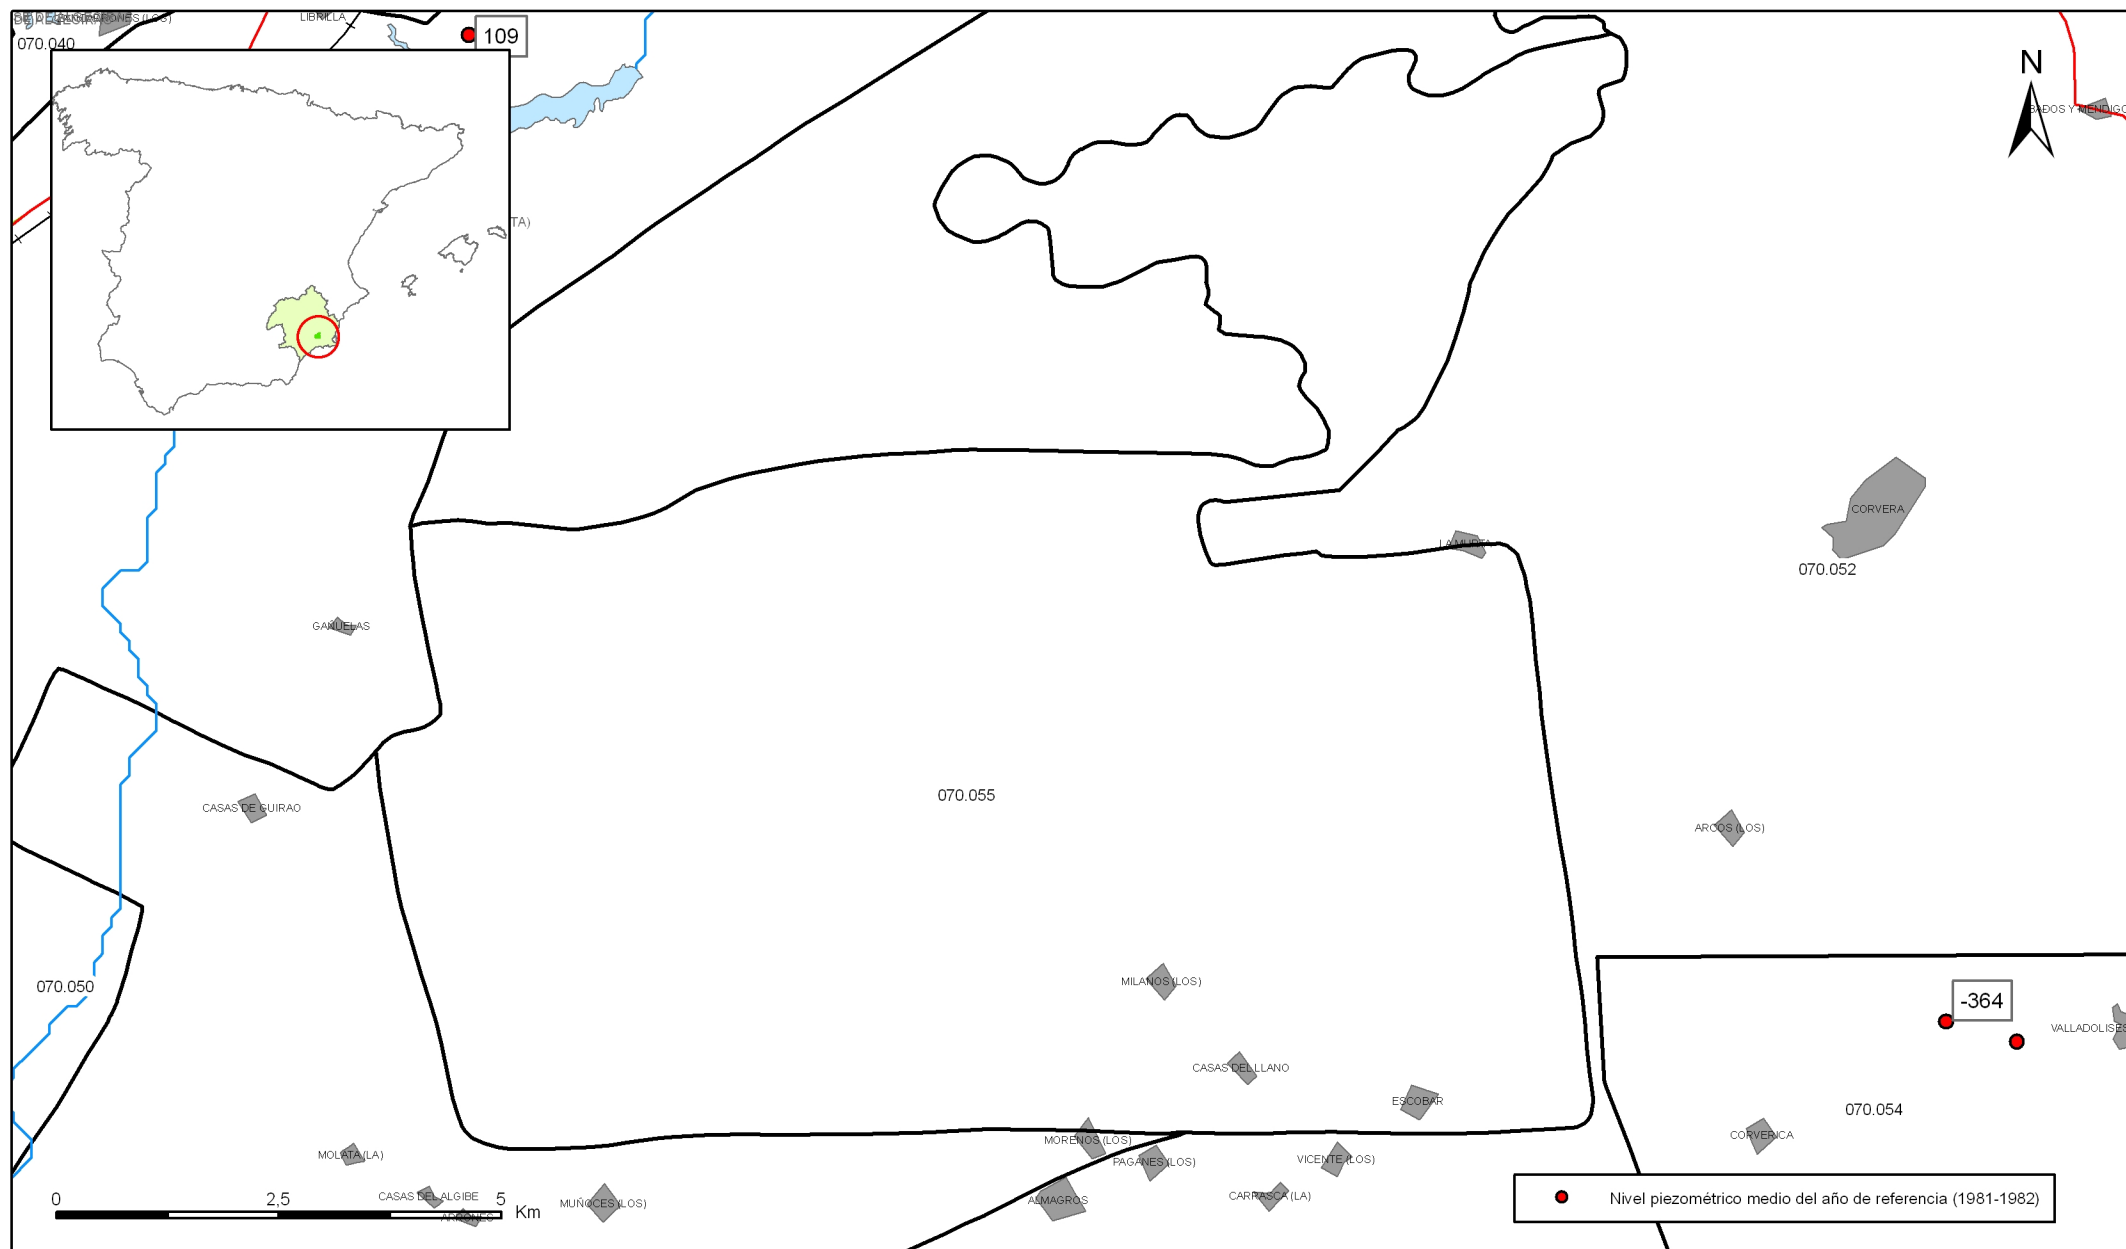 LIBRILLA
070.040
109
N
TA)
CORVERA
LA MURTA
070.052
GAÑUELAS
070.055
CASAS DE GUIRAO
ARCOS (LOS)
MILANOS (LOS)
070.050
-364
VALLADOLISES
CASAS DEL LLANO
ESCOBAR
070.054
MORENOS (LOS)
CORVERICA
MOLATA (LA)
PAGANES (LOS)
VICENTE (LOS)
CASAS DEL ALGIBE
MUÑOCES (LOS)
ALMAGROS
CARRASCA (LA)
0 2,5 5
Km
Nivel piezométrico medio del año de referencia (1981-1982)